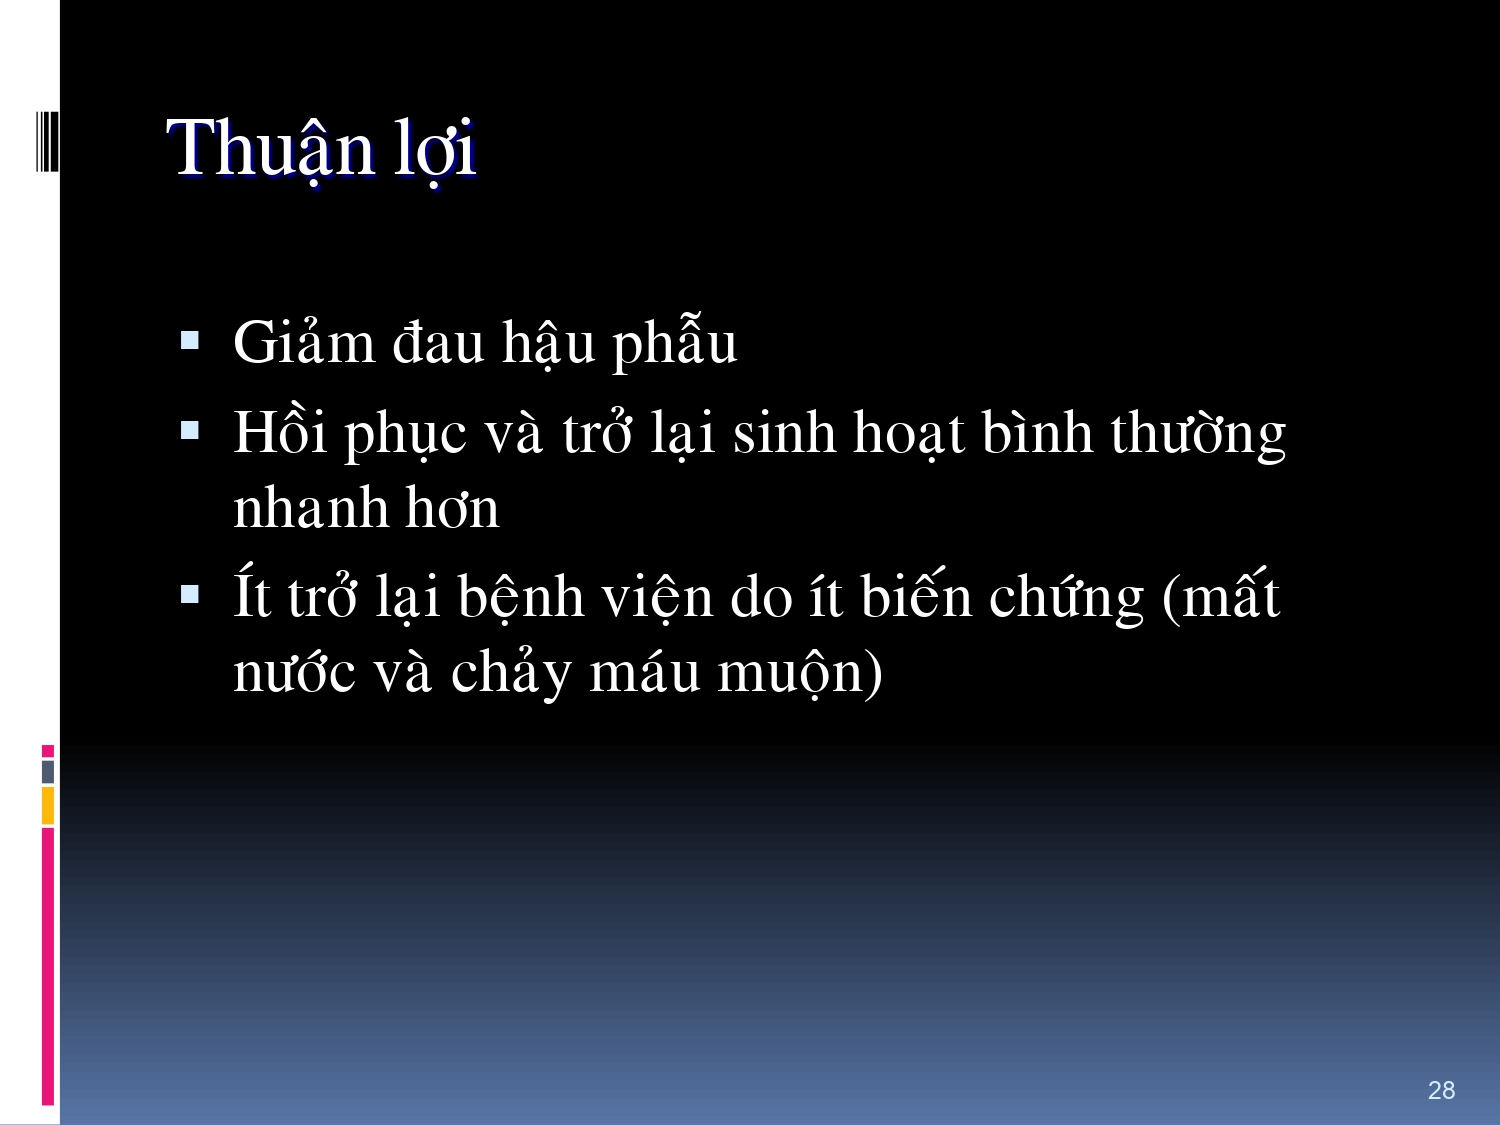 Thuận lợi
Giảm đau hậu phẫu
Hồi phục và trở lại sinh hoạt bình thường
nhanh hơn
Ít trở lại bệnh viện do ít biến chứng (mất
nước và chảy máu muộn)
28